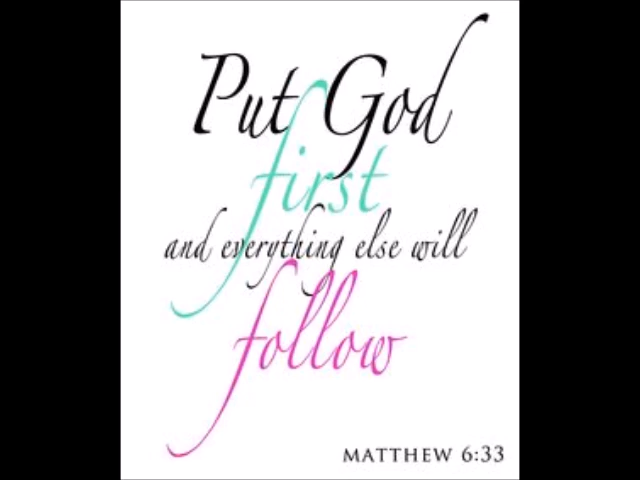 Put God
first
and everything else will
follow
MATTHEW 6:33